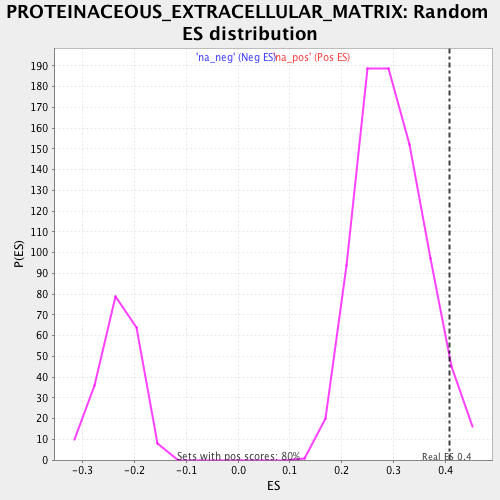 PROTEINACEOUS_EXTRACELLULAR_MATRIX: Random
ES distribution
'na_neg' (Neg ES)
'na_pos' (Pos ES)
190
180
170
160
150
140
130
120
110
100
90
80
70
60
50
40
30
20
10
0
P(ES)
Sets with pos scores: 80%
Real ES 0.4
-0.3 -0.2 -0.1 0.0 0.1 0.2 0.3 0.4
ES